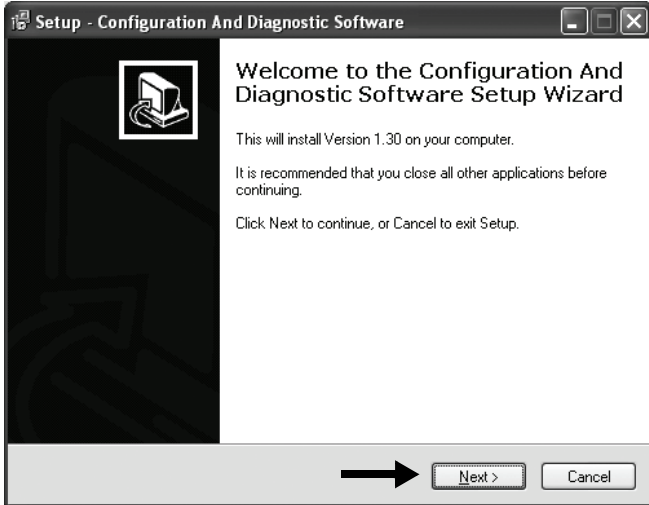 Setup - Configuration And Diagnostic Software
Welcome to the Configuration And
Diagnostic Software Setup Wizard
This will install Version 1.30 on your computer.
It is recommended that you close all other applications before
continuing.
Click Next to continue, or Cancel to exit Setup.
Next >
Cancel